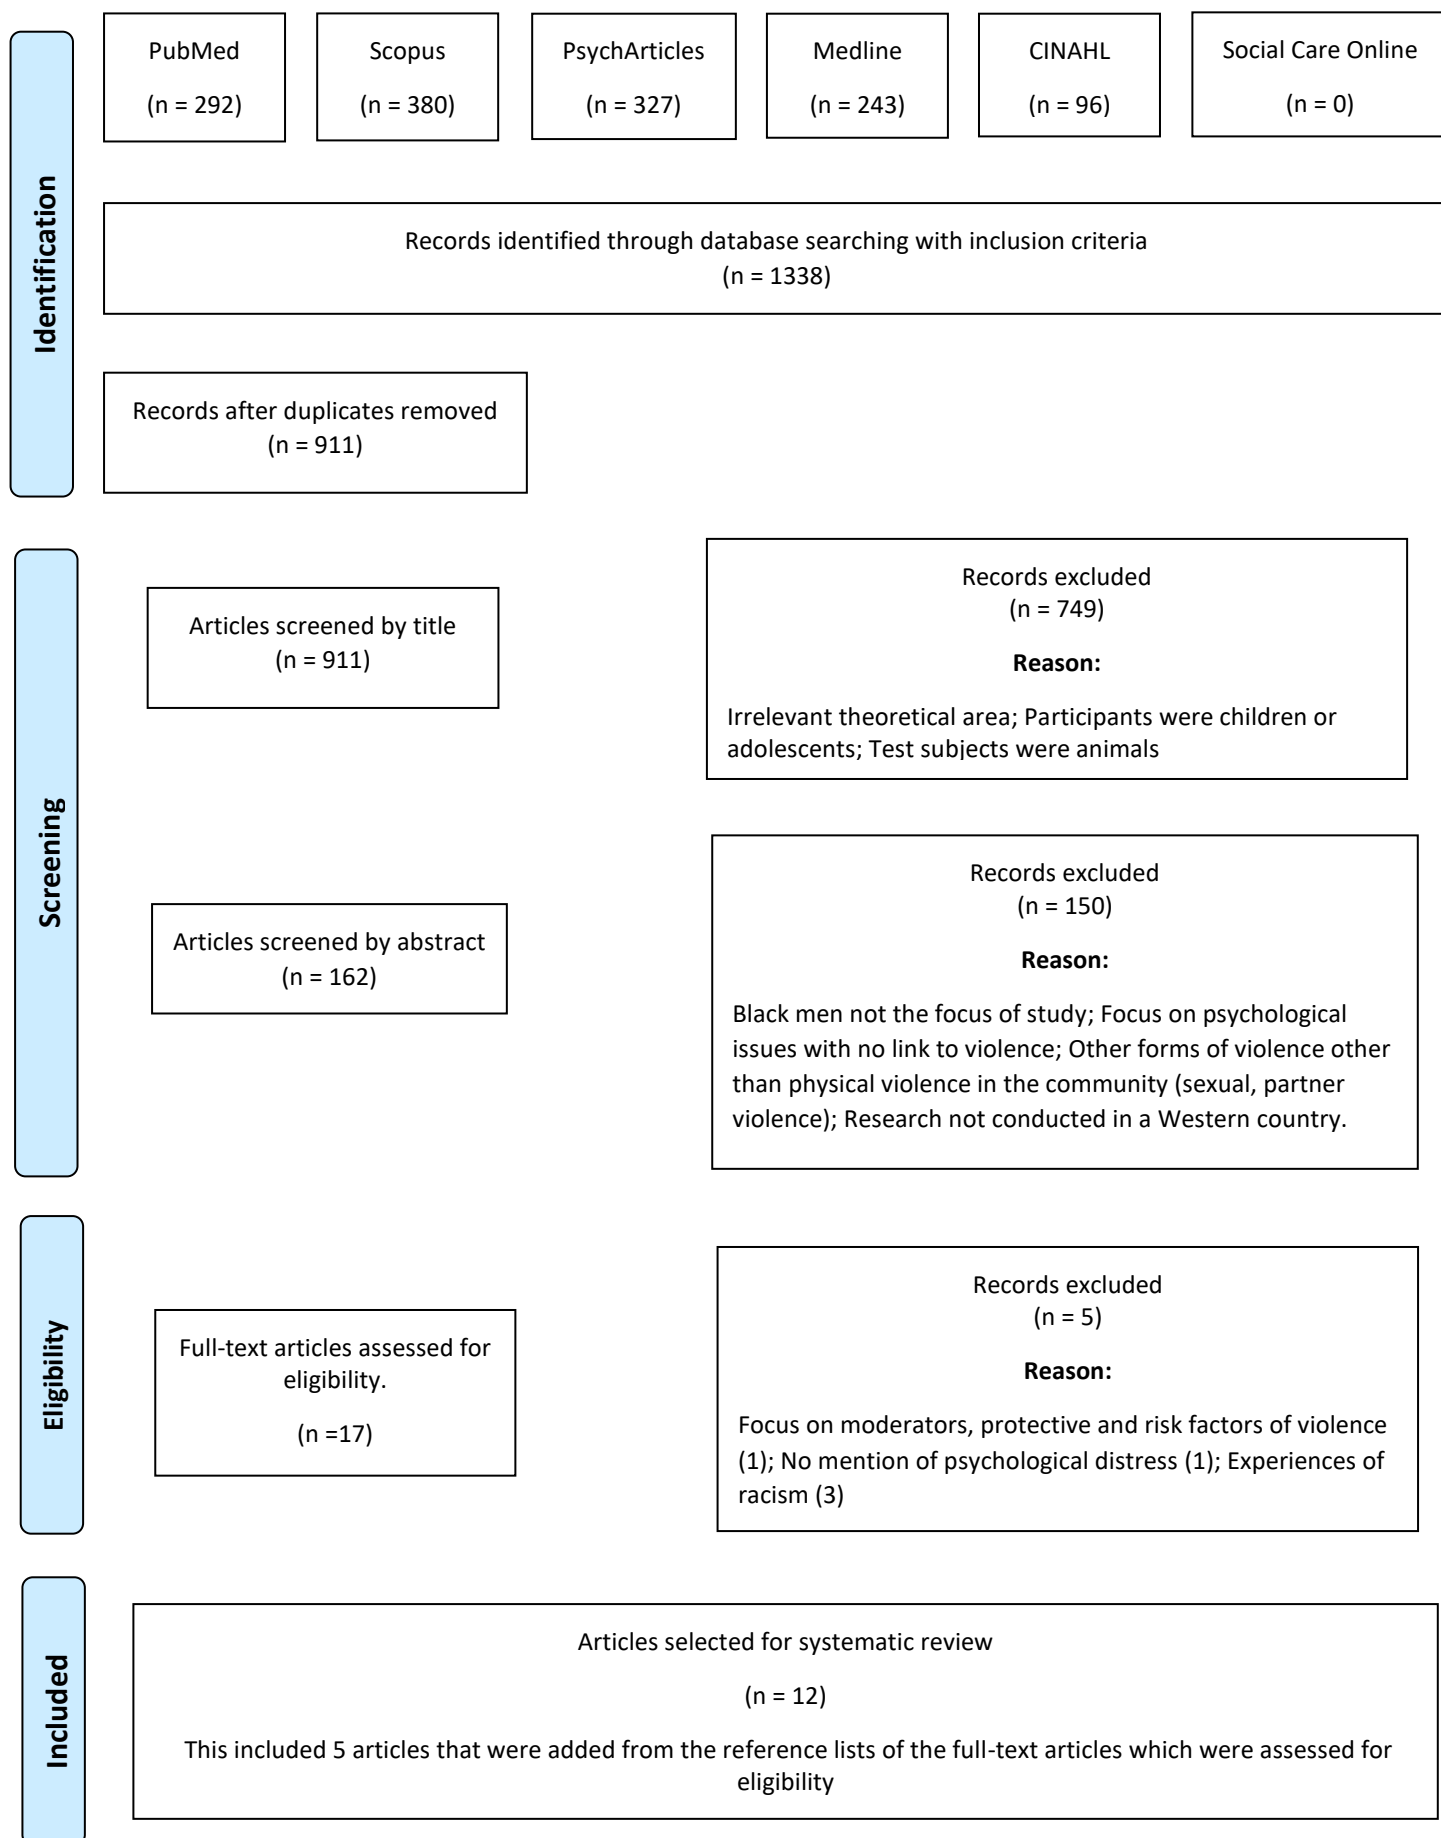 PubMed
(n = 292)
Scopus
(n = 380)
PsychArticles
(n = 327)
Medline
(n = 243)
CINAHL
(n = 96)
Social Care Online
(n = 0)
Identification
Records identified through database searching with inclusion criteria
(n = 1338)
Records after duplicates removed
(n = 911)
Screening
Articles screened by title
(n = 911)
Records excluded
(n = 749)
Reason:
Irrelevant theoretical area; Participants were children or
adolescents; Test subjects were animals
Articles screened by abstract
(n = 162)
Records excluded
(n = 150)
Reason:
Black men not the focus of study; Focus on psychological
issues with no link to violence; Other forms of violence other
than physical violence in the community (sexual, partner
violence); Research not conducted in a Western country.
Eligibility
Full-text articles assessed for
eligibility.
(n =17)
Records excluded
(n = 5)
Reason:
Focus on moderators, protective and risk factors of violence
(1); No mention of psychological distress (1); Experiences of
racism (3)
Included
Articles selected for systematic review
(n = 12)
This included 5 articles that were added from the reference lists of the full-text articles which were assessed for
eligibility